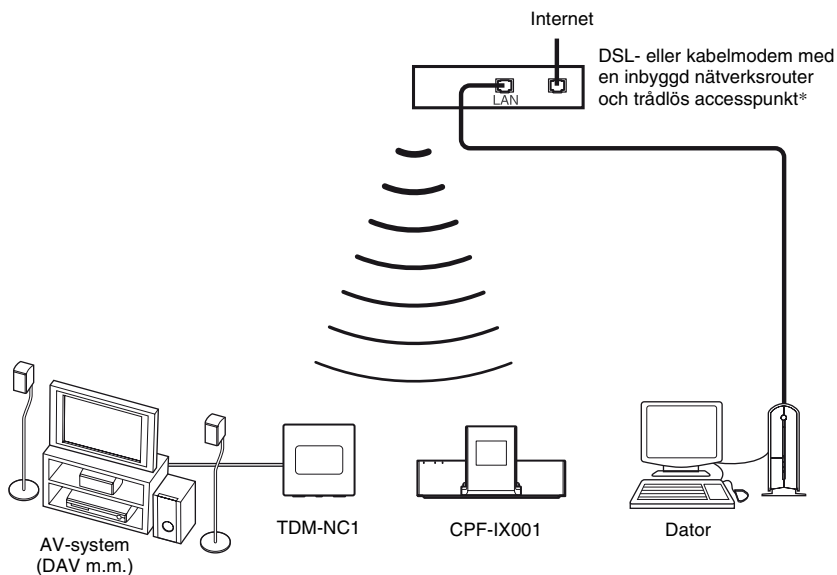 Internet
DSL- eller kabelmodem med
en inbyggd nätverksrouter
och trådlös accesspunkt*
LAN
TDM-NC1
CPF-IX001
Dator
AV-system
(DAV m.m.)